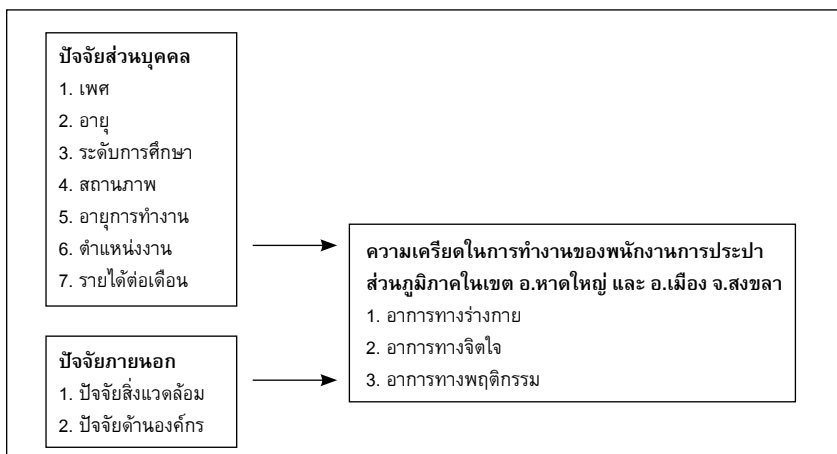 ปัจจัยส่วนบุคคล
1. เพศ
2. อายุ
3. ระดับการศึกษา
4. สถานภาพ
5. อายุการทำงาน
6. ตำแหน่งงาน
7. รายได้ต่อเดือน
ปัจจัยภายนอก
1. ปัจจัยสิ่งแวดล้อม
2. ปัจจัยด้านองค์กร
ความเครียดในการทำงานของพนักงานการประปา
ส่วนภูมิภาคในเขต อ.หาดใหญ่ และ อ.เมือง จ.สงขลา
1. อาการทางร่างกาย
2. อาการทางจิตใจ
3. อาการทางพฤติกรรม